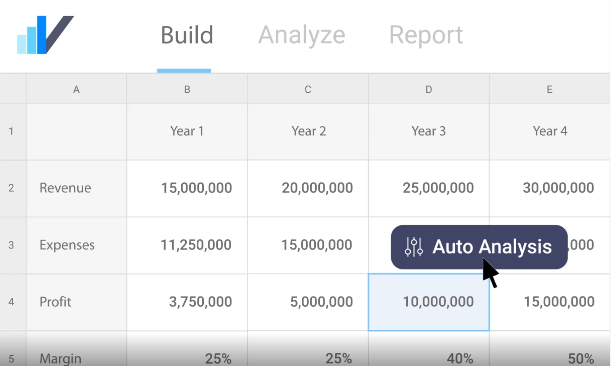 Build Analyze Report
A B C D E
1 Year 1 Year 2 Year 3 Year 4
2 Revenue 15,000,000 20,000,000 25,000,000 30,000,000
3 Expenses 11,250,000 15,000,000 Auto Analysis ,000
4 Profit 3,750,000 5,000,000 10,000,000 15,000,000
5 Margin 25% 25% 40% 50%